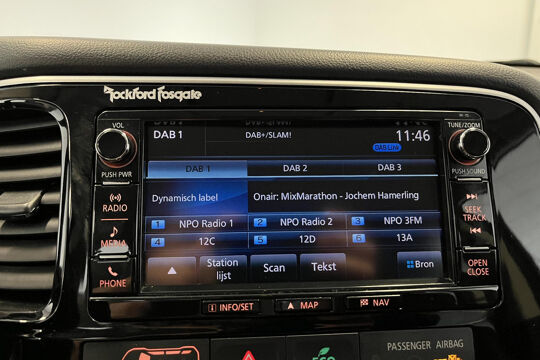 Rockford Fosgate
VOL
PUSH PWR
RADIO
MEDIA
PHONE
DAB 1
DAB+/SLAM!
11:46
DAB Link
DAB 1 DAB 2 DAB 3
Dynamisch label
Onair: MixMarathon - Jochem Hamerling
1 NPO Radio 1 2 NPO Radio 2 3 NPO 3FM
4 12C 5 12D 6 13A
Station lijst
Scan
Tekst
Bron
TUNE/ZOOM
PUSH SOUND
SEEK
TRACK
OPEN
CLOSE
INFO/SET
MAP
NAV
PASSENGER AIRBAG
ECO